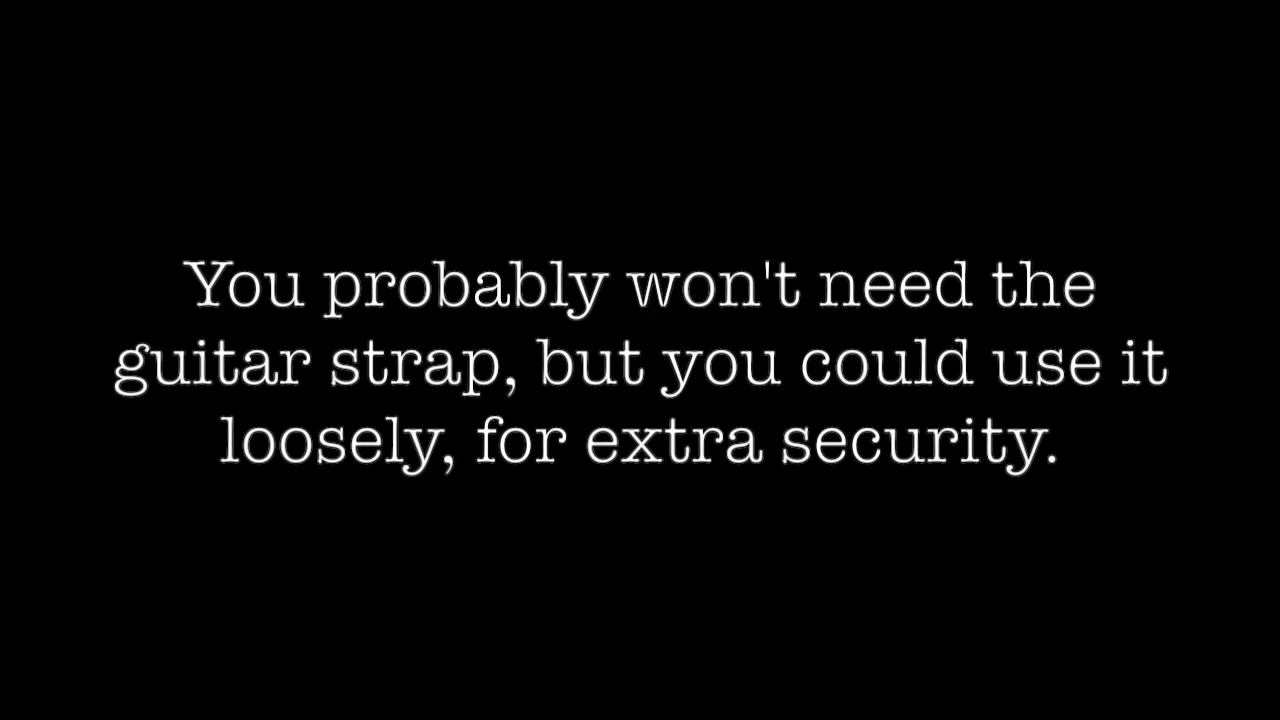 You probably won't need the
guitar strap, but you could use it
loosely, for extra security.